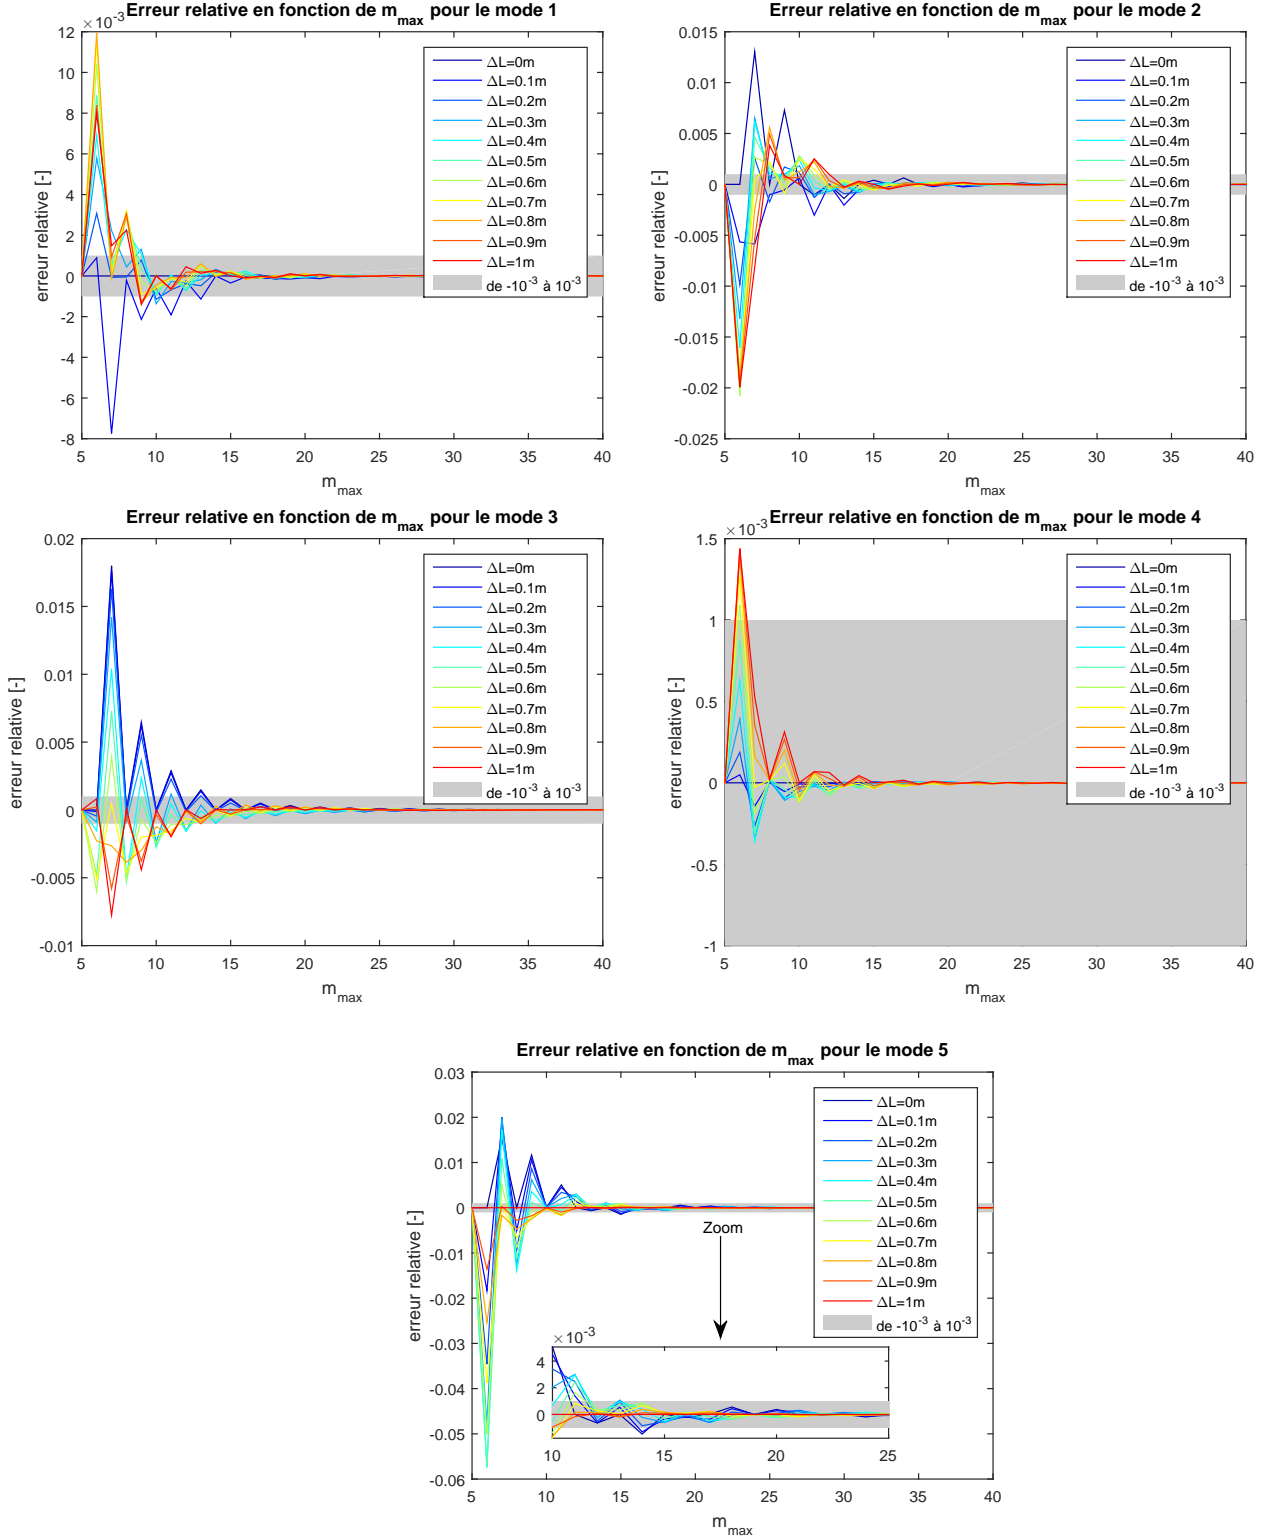 Erreur relative en fonction de m_max pour le mode 1
×10^-3
12
10
8
6
4
2
0
-2
-4
-6
-8
erreur relative [-]
5 10 15 20 25 30 35 40
m_max
ΔL=0m
ΔL=0.1m
ΔL=0.2m
ΔL=0.3m
ΔL=0.4m
ΔL=0.5m
ΔL=0.6m
ΔL=0.7m
ΔL=0.8m
ΔL=0.9m
ΔL=1m
de -10^-3 à 10^-3
Erreur relative en fonction de m_max pour le mode 2
0.015
0.01
0.005
0
-0.005
-0.01
-0.015
-0.02
-0.025
erreur relative [-]
5 10 15 20 25 30 35 40
m_max
ΔL=0m
ΔL=0.1m
ΔL=0.2m
ΔL=0.3m
ΔL=0.4m
ΔL=0.5m
ΔL=0.6m
ΔL=0.7m
ΔL=0.8m
ΔL=0.9m
ΔL=1m
de -10^-3 à 10^-3
Erreur relative en fonction de m_max pour le mode 3
0.02
0.015
0.01
0.005
0
-0.005
-0.01
erreur relative [-]
5 10 15 20 25 30 35 40
m_max
ΔL=0m
ΔL=0.1m
ΔL=0.2m
ΔL=0.3m
ΔL=0.4m
ΔL=0.5m
ΔL=0.6m
ΔL=0.7m
ΔL=0.8m
ΔL=0.9m
ΔL=1m
de -10^-3 à 10^-3
Erreur relative en fonction de m_max pour le mode 4
×10^-3
1.5
1
0.5
0
-0.5
-1
erreur relative [-]
5 10 15 20 25 30 35 40
m_max
ΔL=0m
ΔL=0.1m
ΔL=0.2m
ΔL=0.3m
ΔL=0.4m
ΔL=0.5m
ΔL=0.6m
ΔL=0.7m
ΔL=0.8m
ΔL=0.9m
ΔL=1m
de -10^-3 à 10^-3
Erreur relative en fonction de m_max pour le mode 5
0.03
0.02
0.01
0
-0.01
-0.02
-0.03
-0.04
-0.05
-0.06
erreur relative [-]
5 10 15 20 25 30 35 40
m_max
ΔL=0m
ΔL=0.1m
ΔL=0.2m
ΔL=0.3m
ΔL=0.4m
ΔL=0.5m
ΔL=0.6m
ΔL=0.7m
ΔL=0.8m
ΔL=0.9m
ΔL=1m
de -10^-3 à 10^-3
Zoom
×10^-3
4
2
0
10 15 20 25